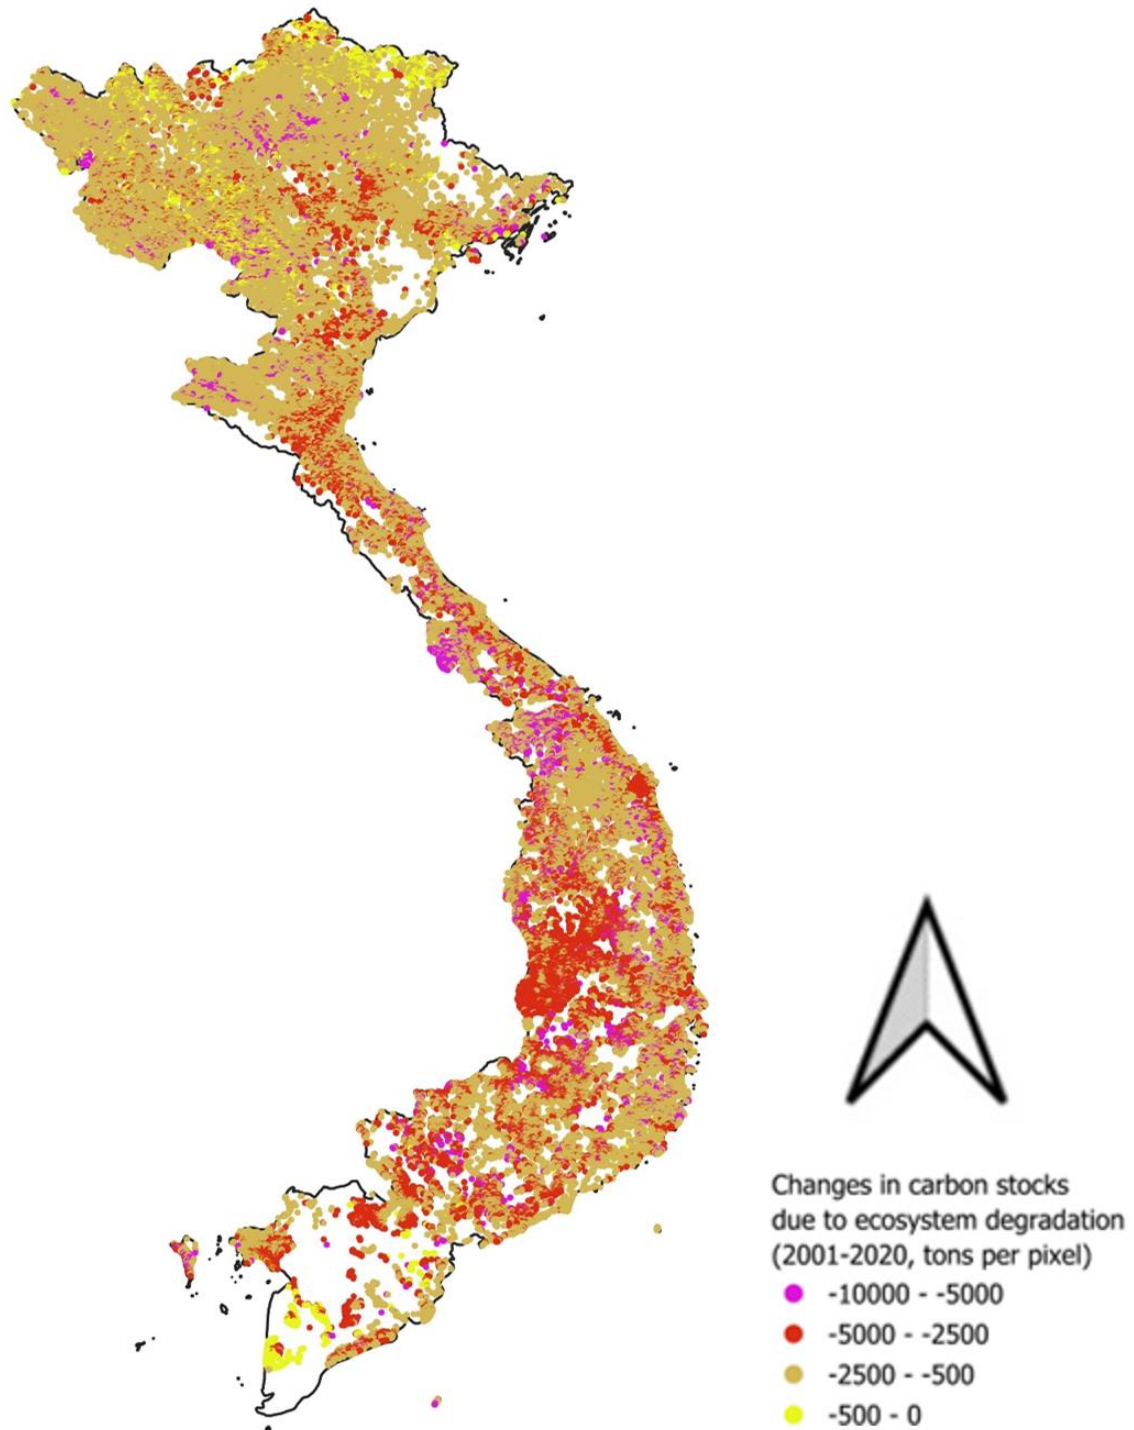 Changes in carbon stocks
due to ecosystem degradation
(2001-2020, tons per pixel)
-10000 - -5000
-5000 - -2500
-2500 - -500
-500 - 0